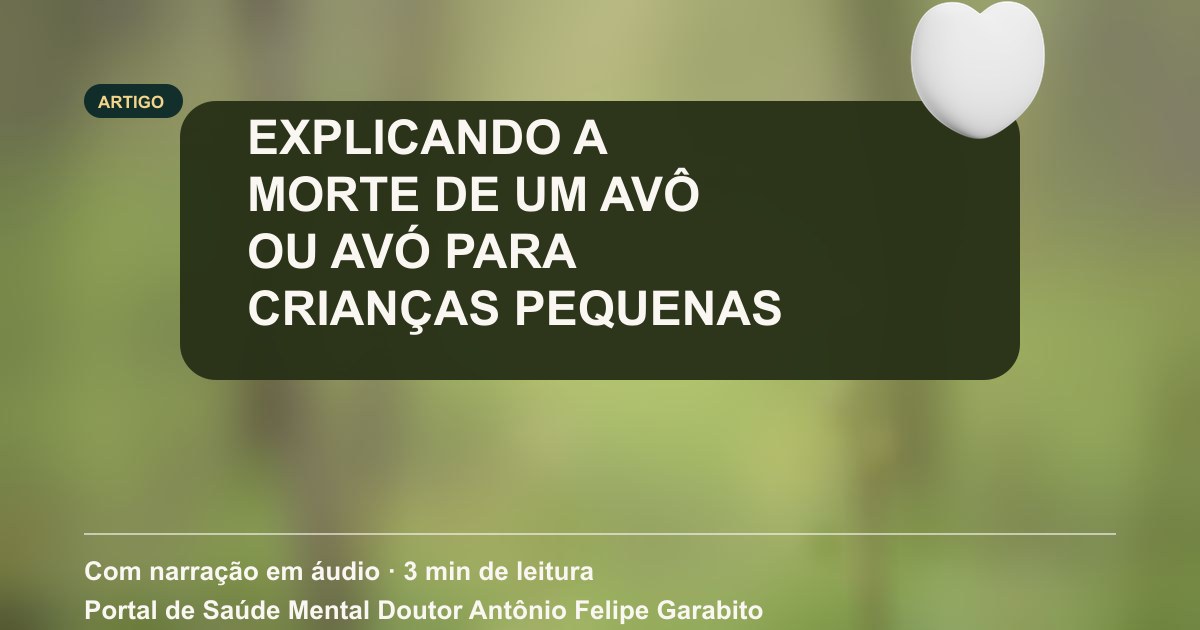 ARTIGO
EXPLICANDO A
MORTE DE UM AVÔ
OU AVÓ PARA
CRIANÇAS PEQUENAS
Com narração em áudio · 3 min de leitura
Portal de Saúde Mental Doutor Antônio Felipe Garabito